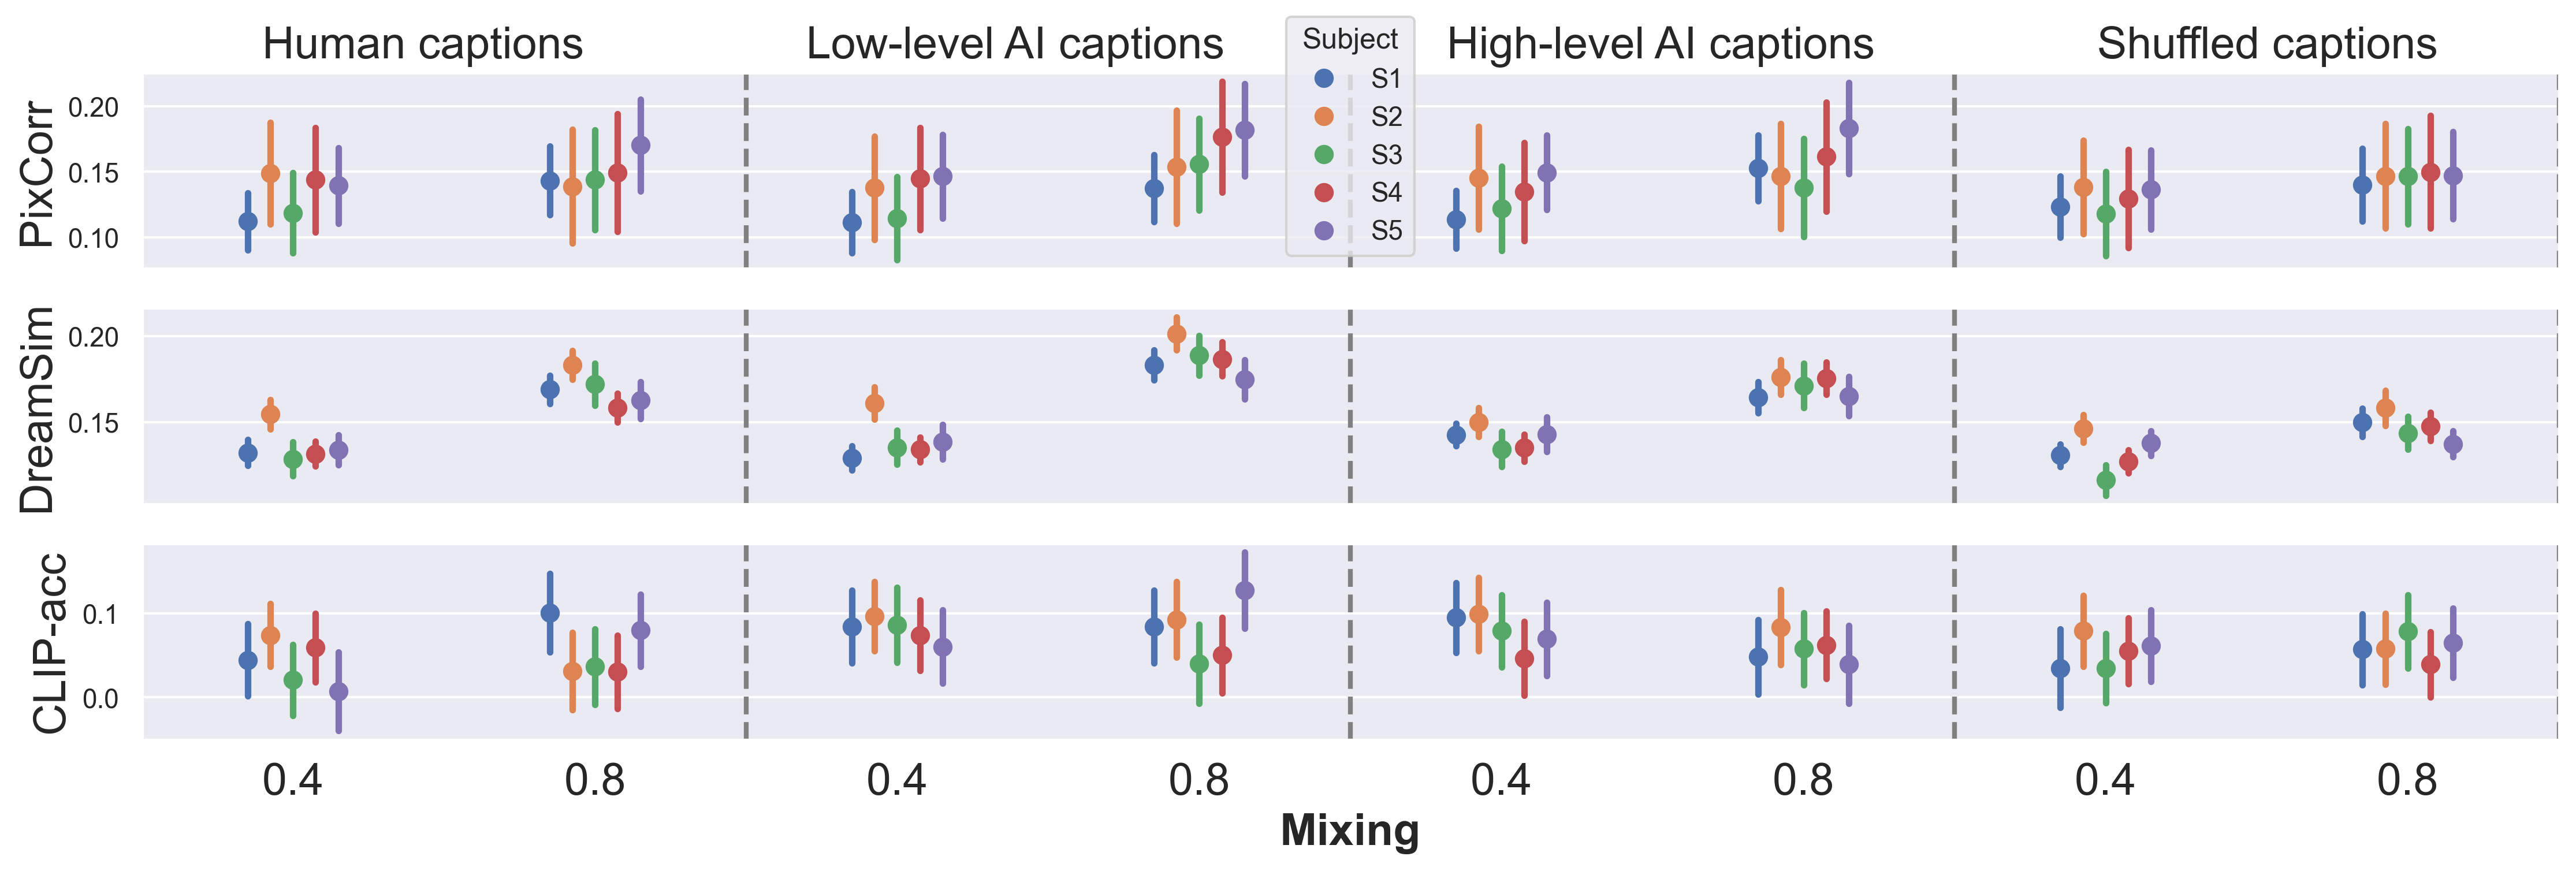 Human captions
Low-level AI captions
High-level AI captions
Shuffled captions
Subject
S1
S2
S3
S4
S5
PixCorr
0.20
0.15
0.10
DreamSim
0.20
0.15
CLIP-acc
0.1
0.0
0.4 0.8 0.4 0.8 0.4 0.8 0.4 0.8
Mixing